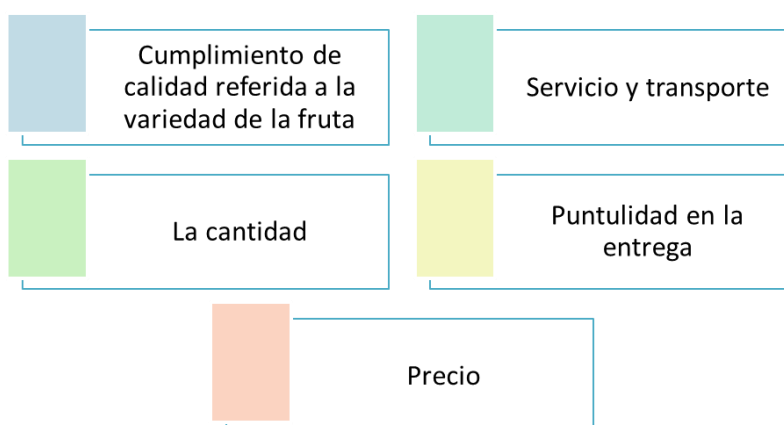 Cumplimiento de
calidad referida a la
variedad de la fruta
Servicio y transporte
La cantidad
Puntulidad en la
entrega
Precio